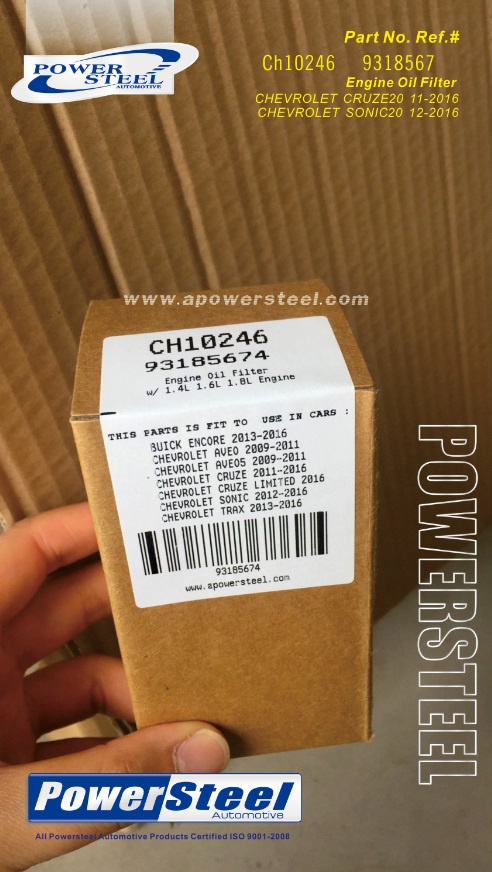 POWER
STEEL
AUTOMOTIVE
Part No. Ref.#
Ch10246 9318567
Engine Oil Filter
CHEVROLET CRUZE20 11-2016
CHEVROLET SONIC20 12-2016
www.apowersteel.com
CH10246
93185674
Engine Oil Filter
w/ 1.4L 1.6L 1.8L Engine
THIS PARTS IS FIT TO USE IN CARS :
BUICK ENCORE 2013-2016
CHEVROLET AVEO 2009-2011
CHEVROLET AVEO5 2009-2011
CHEVROLET CRUZE 2011-2016
CHEVROLET CRUZE LIMITED 2016
CHEVROLET SONIC 2012-2016
CHEVROLET TRAX 2013-2016
93185674
www.apowersteel.com
POWERSTEEL
PowerSteel
Automotive
All Powersteel Automotive Products Certified ISO 9001-2008